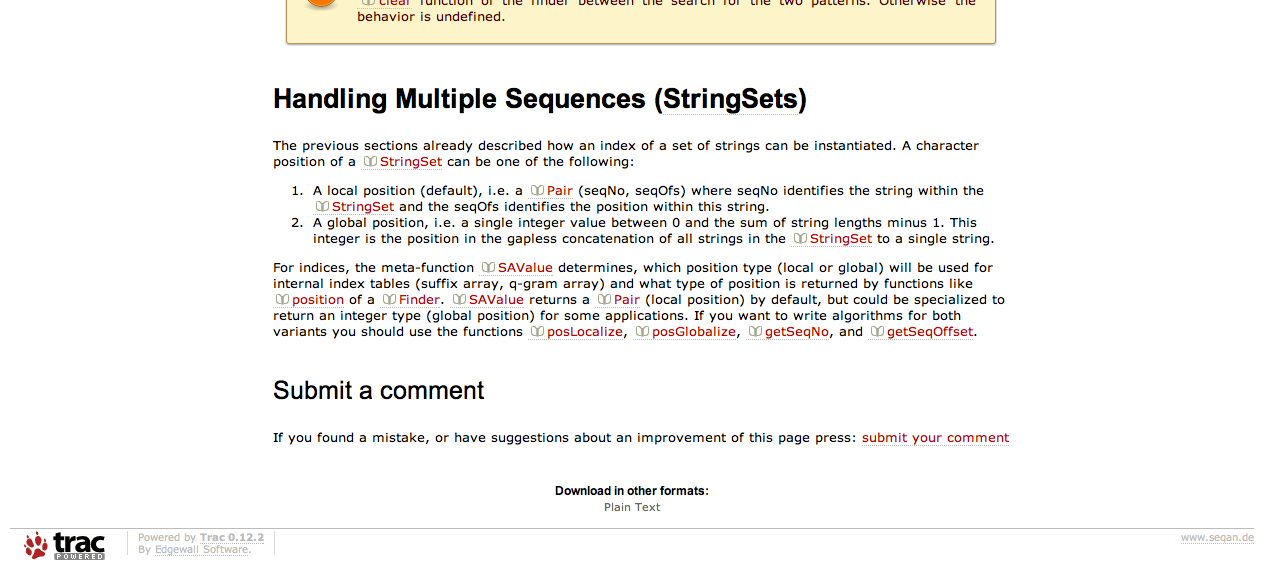 clear function of the finder between the search for the two patterns. Otherwise the
behavior is undefined.
Handling Multiple Sequences (StringSets)
The previous sections already described how an index of a set of strings can be instantiated. A character
position of a StringSet can be one of the following:
1. A local position (default), i.e. a Pair (seqNo, seqOfs) where seqNo identifies the string within the
StringSet and the seqOfs identifies the position within this string.
2. A global position, i.e. a single integer value between 0 and the sum of string lengths minus 1. This
integer is the position in the gapless concatenation of all strings in the StringSet to a single string.
For indices, the meta-function SAValue determines, which position type (local or global) will be used for
internal index tables (suffix array, q-gram array) and what type of position is returned by functions like
position of a Finder. SAValue returns a Pair (local position) by default, but could be specialized to
return an integer type (global position) for some applications. If you want to write algorithms for both
variants you should use the functions posLocalize, posGlobalize, getSeqNo, and getSeqOffset.
Submit a comment
If you found a mistake, or have suggestions about an improvement of this page press: submit your comment
Download in other formats:
Plain Text
trac
POWERED
Powered by Trac 0.12.2
By Edgewall Software.
www.seqan.de